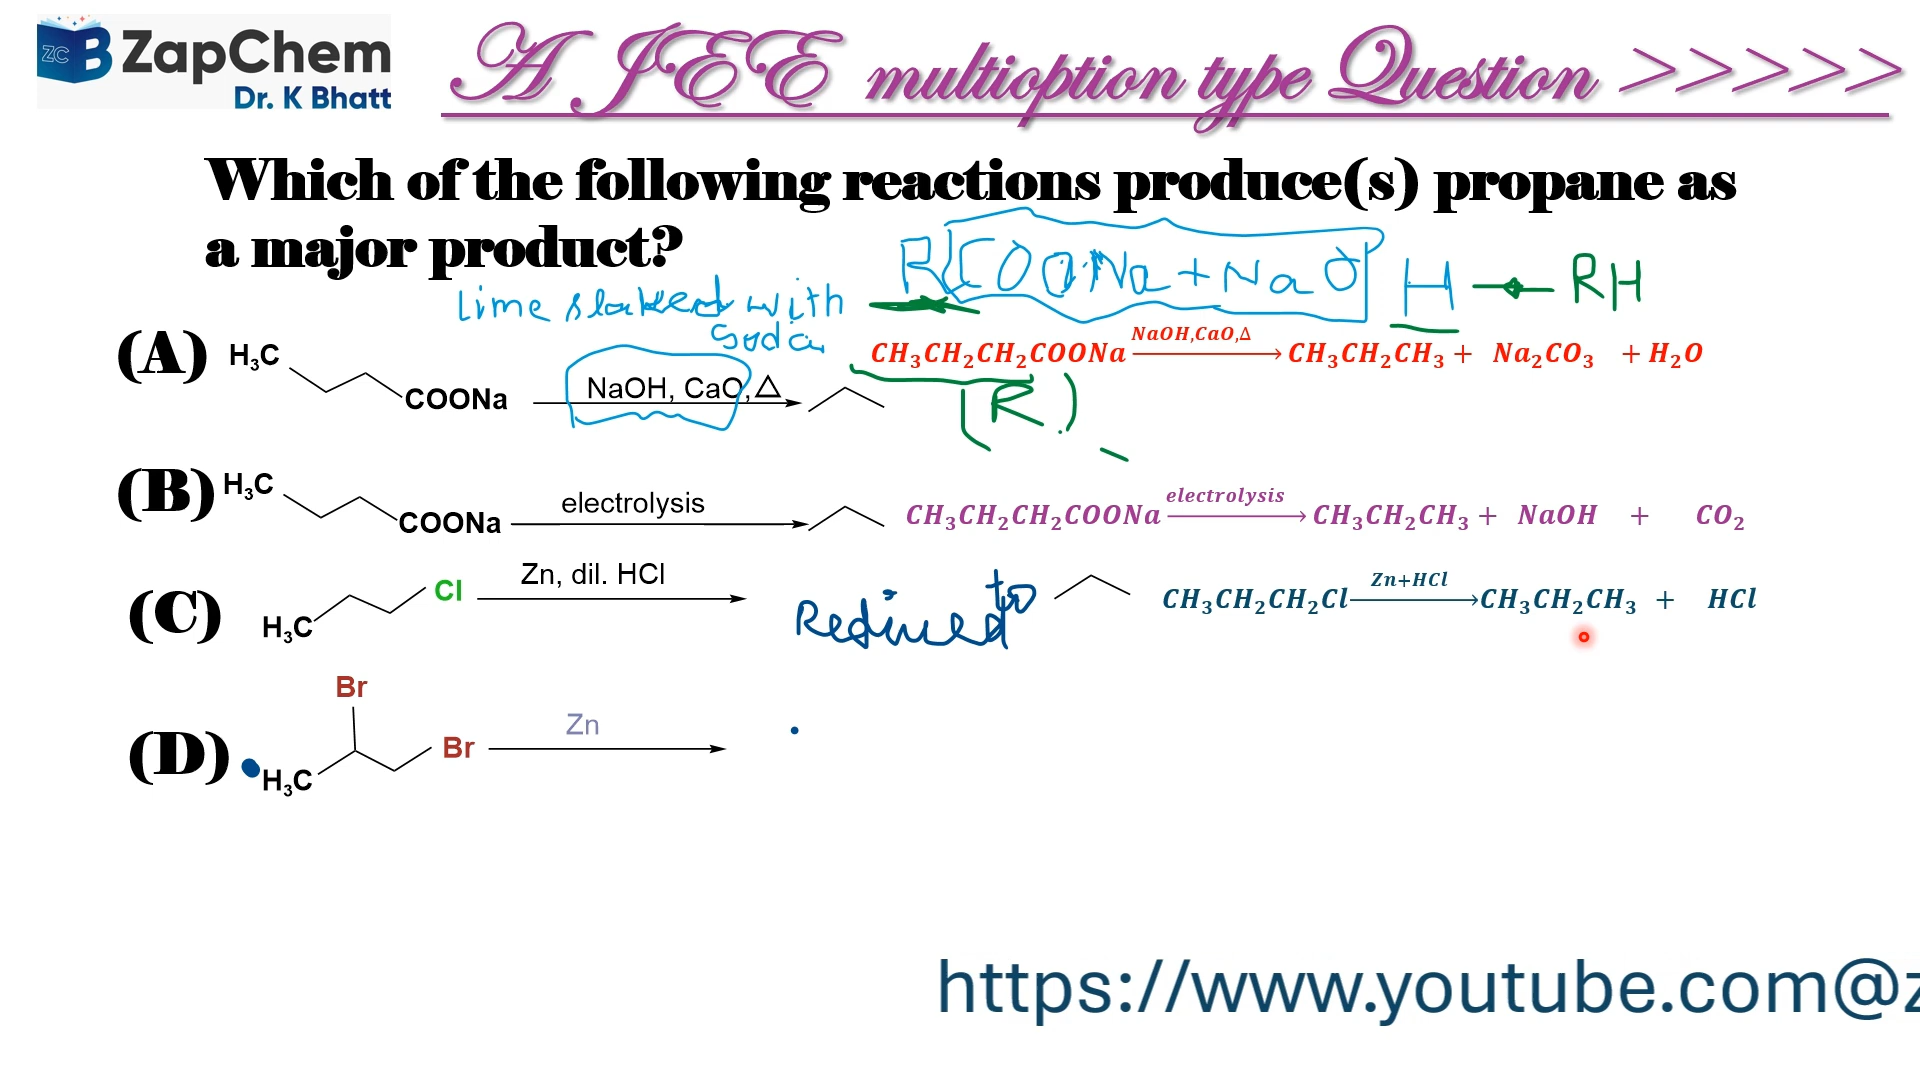 ZC B ZapChem
Dr. K Bhatt
A JEE multioption type Question >>>>>
Which of the following reactions produce(s) propane as
a major product?
RCOONa + NaO H ← RH
Lime slaked with
soda
(A) H₃C COONa NaOH, CaO, △
CH₃CH₂CH₂COONa NaOH,CaO,Δ → CH₃CH₂CH₃ + Na₂CO₃ + H₂O
(R)
(B) H₃C COONa electrolysis
CH₃CH₂CH₂COONa electrolysis → CH₃CH₂CH₃ + NaOH + CO₂
(C) H₃C Cl Zn, dil. HCl
Reduced to
CH₃CH₂CH₂Cl Zn+HCl → CH₃CH₂CH₃ + HCl
(D) H₃C Br Br Zn
https://www.youtube.com@z